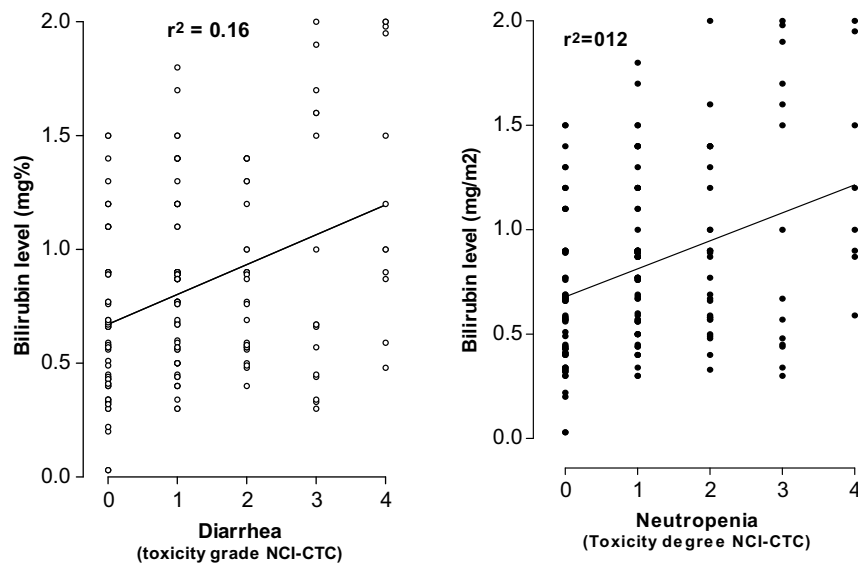 r² = 0.16
Bilirubin level (mg%)
2.0
1.5
1.0
0.5
0.0
0 1 2 3 4
Diarrhea
(toxicity grade NCI-CTC)
r²=012
Bilirubin level (mg/m2)
2.0
1.5
1.0
0.5
0.0
0 1 2 3 4
Neutropenia
(Toxicity degree NCI-CTC)